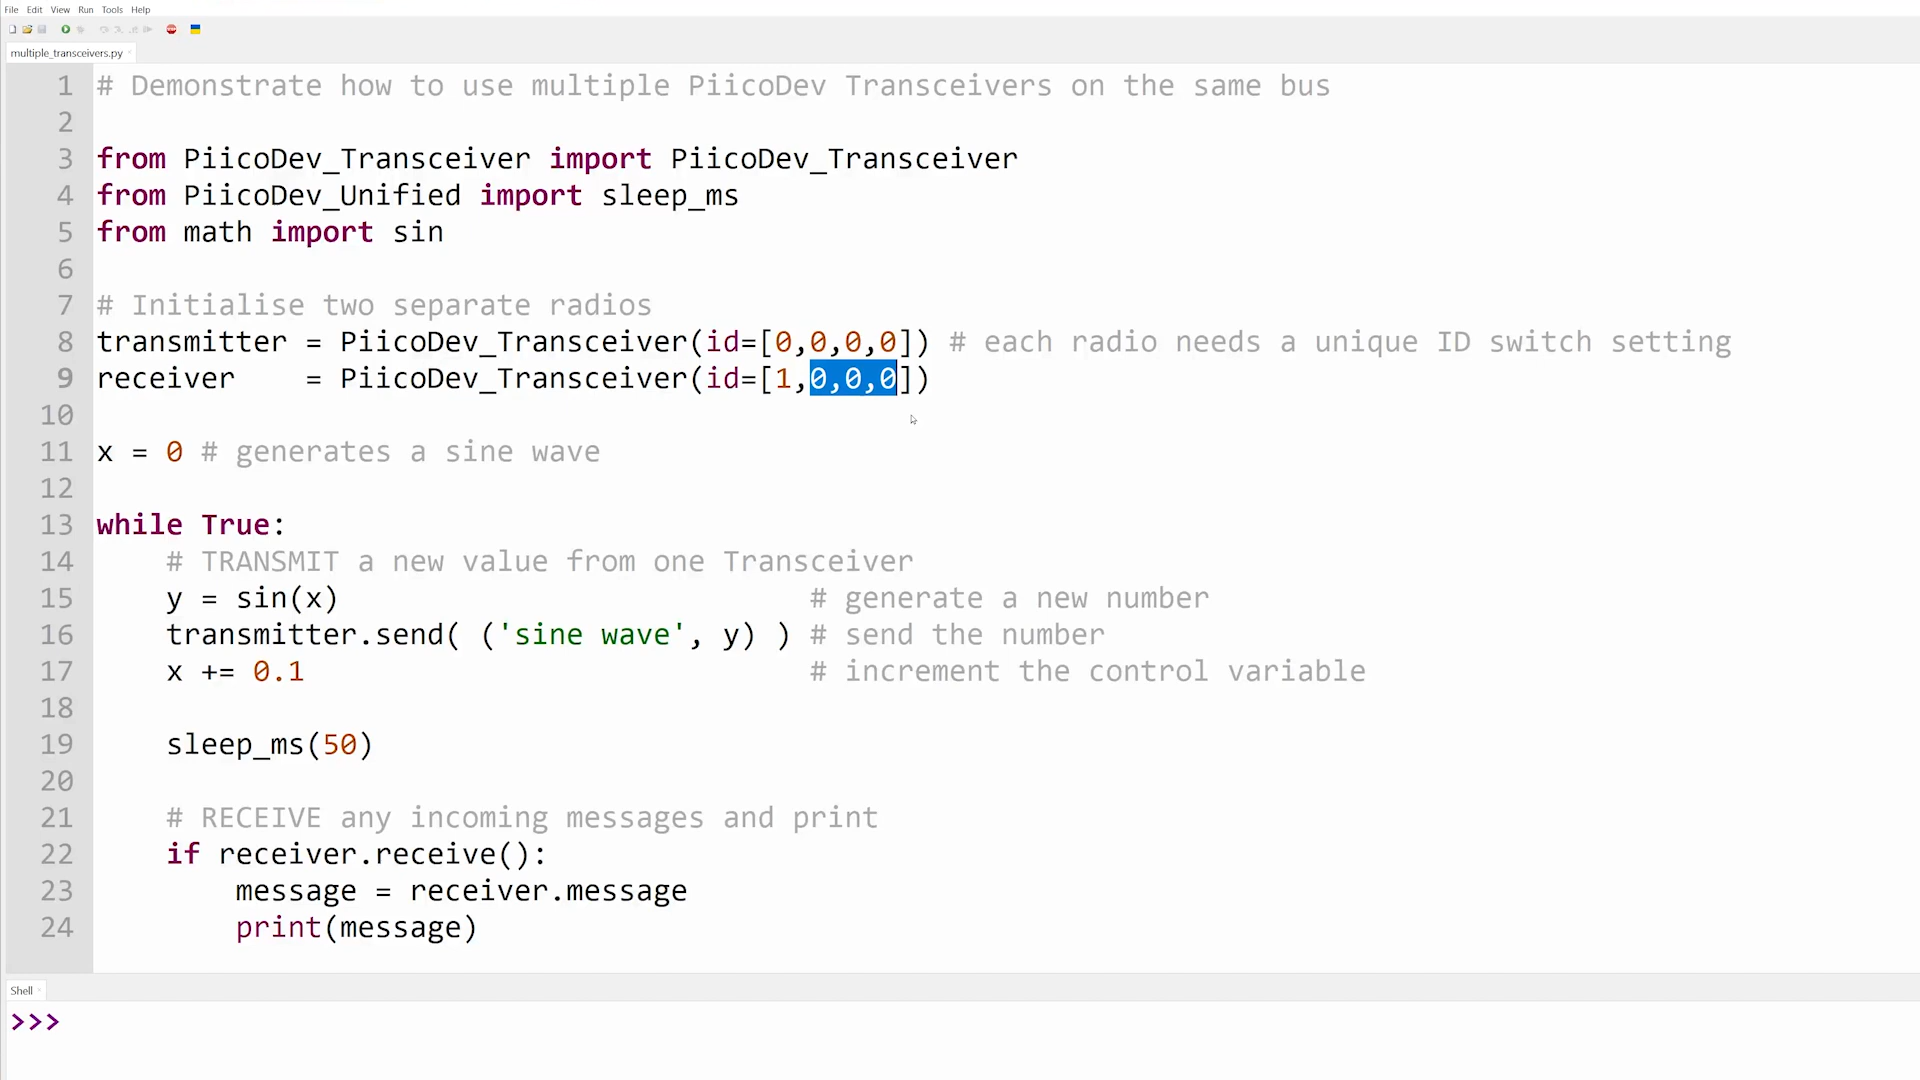 File Edit View Run Tools Help
multiple_transceivers.py
1 # Demonstrate how to use multiple PiicoDev Transceivers on the same bus
2
3 from PiicoDev_Transceiver import PiicoDev_Transceiver
4 from PiicoDev_Unified import sleep_ms
5 from math import sin
6
7 # Initialise two separate radios
8 transmitter = PiicoDev_Transceiver(id=[0,0,0,0]) # each radio needs a unique ID switch setting
9 receiver    = PiicoDev_Transceiver(id=[1,0,0,0])
10
11 x = 0 # generates a sine wave
12
13 while True:
14     # TRANSMIT a new value from one Transceiver
15     y = sin(x)                           # generate a new number
16     transmitter.send( ('sine wave', y) ) # send the number
17     x += 0.1                             # increment the control variable
18
19     sleep_ms(50)
20
21     # RECEIVE any incoming messages and print
22     if receiver.receive():
23         message = receiver.message
24         print(message)
Shell
>>>